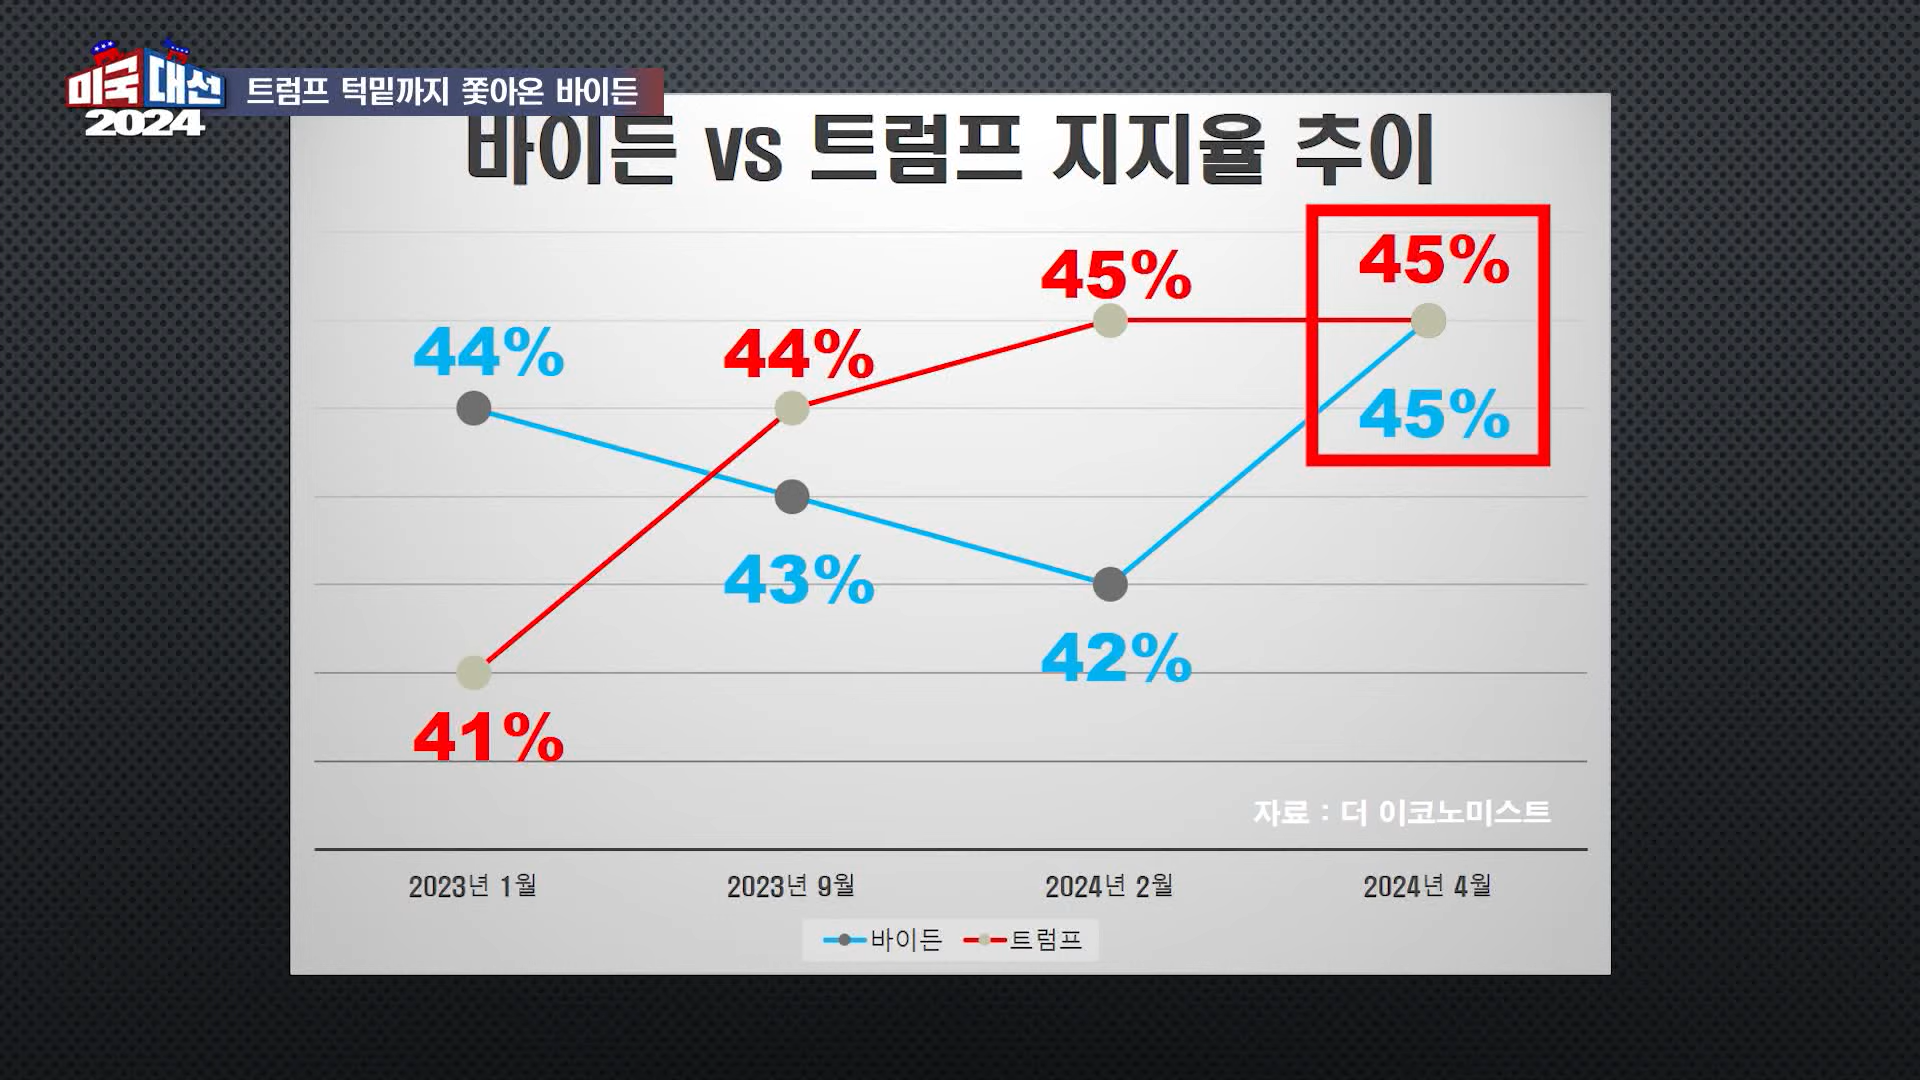 미국 대선
2024
트럼프 턱밑까지 쫓아온 바이든
바이든 vs 트럼프 지지율 추이
45%
45%
44%
44%
45%
43%
42%
41%
자료 : 더 이코노미스트
2023년 1월
2023년 9월
2024년 2월
2024년 4월
바이든 트럼프